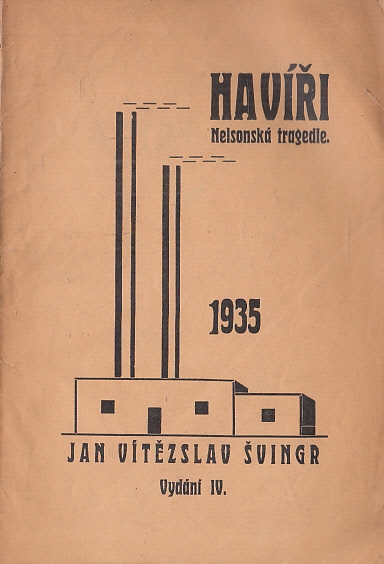 HAVÍŘI
Nelsonská tragedie.
1935
JAN VÍTĚZSLAV ŠVINGR
Vydání IV.